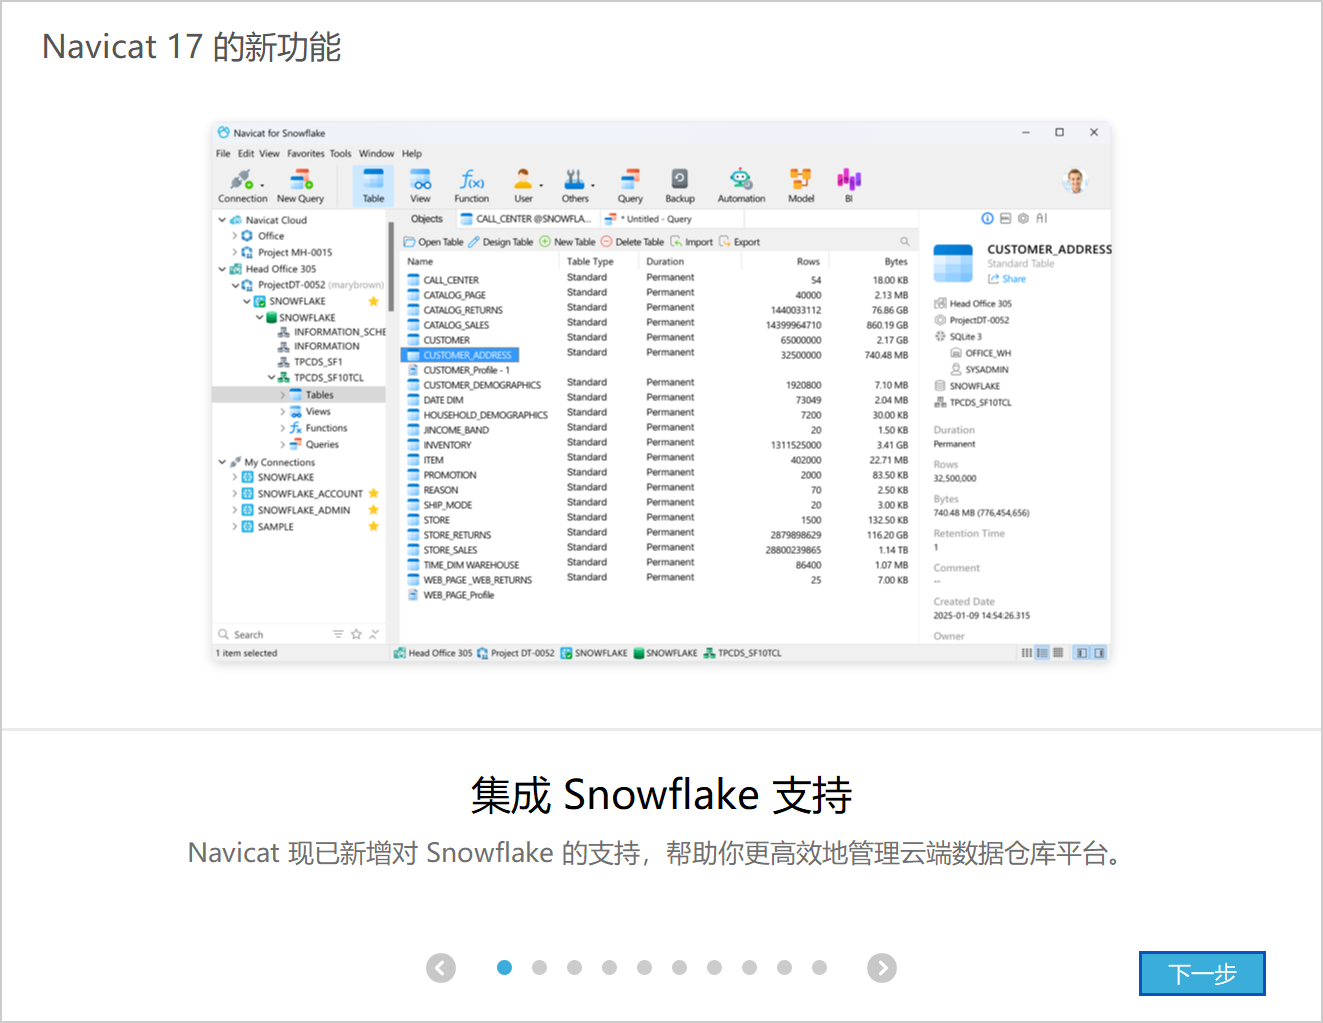 Navicat 17 的新功能
Navicat for Snowflake
File Edit View Favorites Tools Window Help
Connection New Query Table View Function User Others Query Backup Automation Model BI
Navicat Cloud
Office
Project MH-0015
Head Office 305
ProjectDT-0052 (marybrown)
SNOWFLAKE
SNOWFLAKE
INFORMATION_SCHE
INFORMATION
TPCDS_SF1
TPCDS_SF10TCL
Tables
Views
Functions
Queries
My Connections
SNOWFLAKE
SNOWFLAKE_ACCOUNT
SNOWFLAKE_ADMIN
SAMPLE
Search
1 item selected
Objects CALL_CENTER @SNOWFLA... * Untitled - Query
Open Table Design Table New Table Delete Table Import Export
Name Table Type Duration Rows Bytes
CALL_CENTER Standard Permanent 54 18.00 KB
CATALOG_PAGE Standard Permanent 40000 2.13 MB
CATALOG_RETURNS Standard Permanent 1440033112 76.86 GB
CATALOG_SALES Standard Permanent 14399964710 860.19 GB
CUSTOMER Standard Permanent 65000000 2.17 GB
CUSTOMER_ADDRESS Standard Permanent 32500000 740.48 MB
CUSTOMER_Profile - 1
CUSTOMER_DEMOGRAPHICS Standard Permanent 1920800 7.10 MB
DATE DIM Standard Permanent 73049 2.04 MB
HOUSEHOLD_DEMOGRAPHICS Standard Permanent 7200 30.00 KB
JINCOME_BAND Standard Permanent 20 1.50 KB
INVENTORY Standard Permanent 1311525000 3.41 GB
ITEM Standard Permanent 402000 22.71 MB
PROMOTION Standard Permanent 2000 83.50 KB
REASON Standard Permanent 70 2.50 KB
SHIP_MODE Standard Permanent 20 3.00 KB
STORE Standard Permanent 1500 132.50 KB
STORE_RETURNS Standard Permanent 2879898629 116.20 GB
STORE_SALES Standard Permanent 28800239865 1.14 TB
TIME_DIM WAREHOUSE Standard Permanent 86400 1.07 MB
WEB_PAGE _WEB_RETURNS Standard Permanent 25 7.00 KB
WEB_PAGE_Profile
Head Office 305 Project DT-0052 SNOWFLAKE SNOWFLAKE TPCDS_SF10TCL
AI
CUSTOMER_ADDRESS
Standard Table
Share
Head Office 305
ProjectDT-0052
SQLite 3
OFFICE_WH
SYSADMIN
SNOWFLAKE
TPCDS_SF10TCL
Duration
Permanent
Rows
32,500,000
Bytes
740.48 MB (776,454,656)
Retention Time
1
Comment
--
Created Date
2025-01-09 14:54:26.315
Owner
集成 Snowflake 支持
Navicat 现已新增对 Snowflake 的支持，帮助你更高效地管理云端数据仓库平台。
下一步